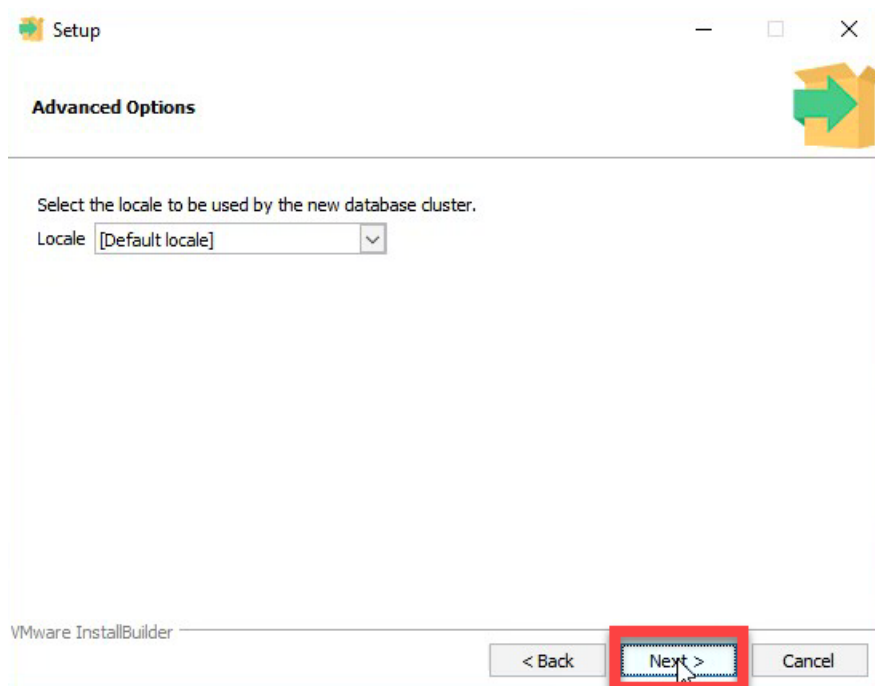 Setup
Advanced Options
Select the locale to be used by the new database cluster.
Locale [Default locale]
VMware InstallBuilder
< Back Next > Cancel